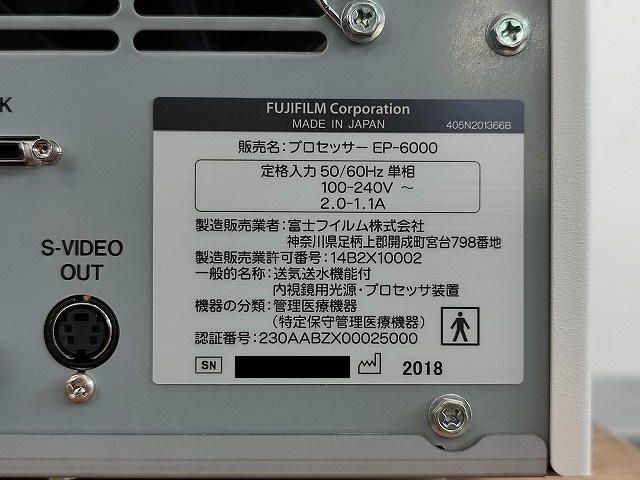 FUJIFILM Corporation
MADE IN JAPAN 405N201366B
販売名：プロセッサー EP-6000
定格入力 50/60Hz 単相
100-240V ～
2.0-1.1A
製造販売業者：富士フイルム株式会社
神奈川県足柄上郡開成町宮台798番地
製造販売業許可番号：14B2X10002
一般的名称：送気送水機能付
内視鏡用光源・プロセッサ装置
機器の分類：管理医療機器
（特定保守管理医療機器）
認証番号：230AABZX00025000
SN 2018
K
S-VIDEO
OUT